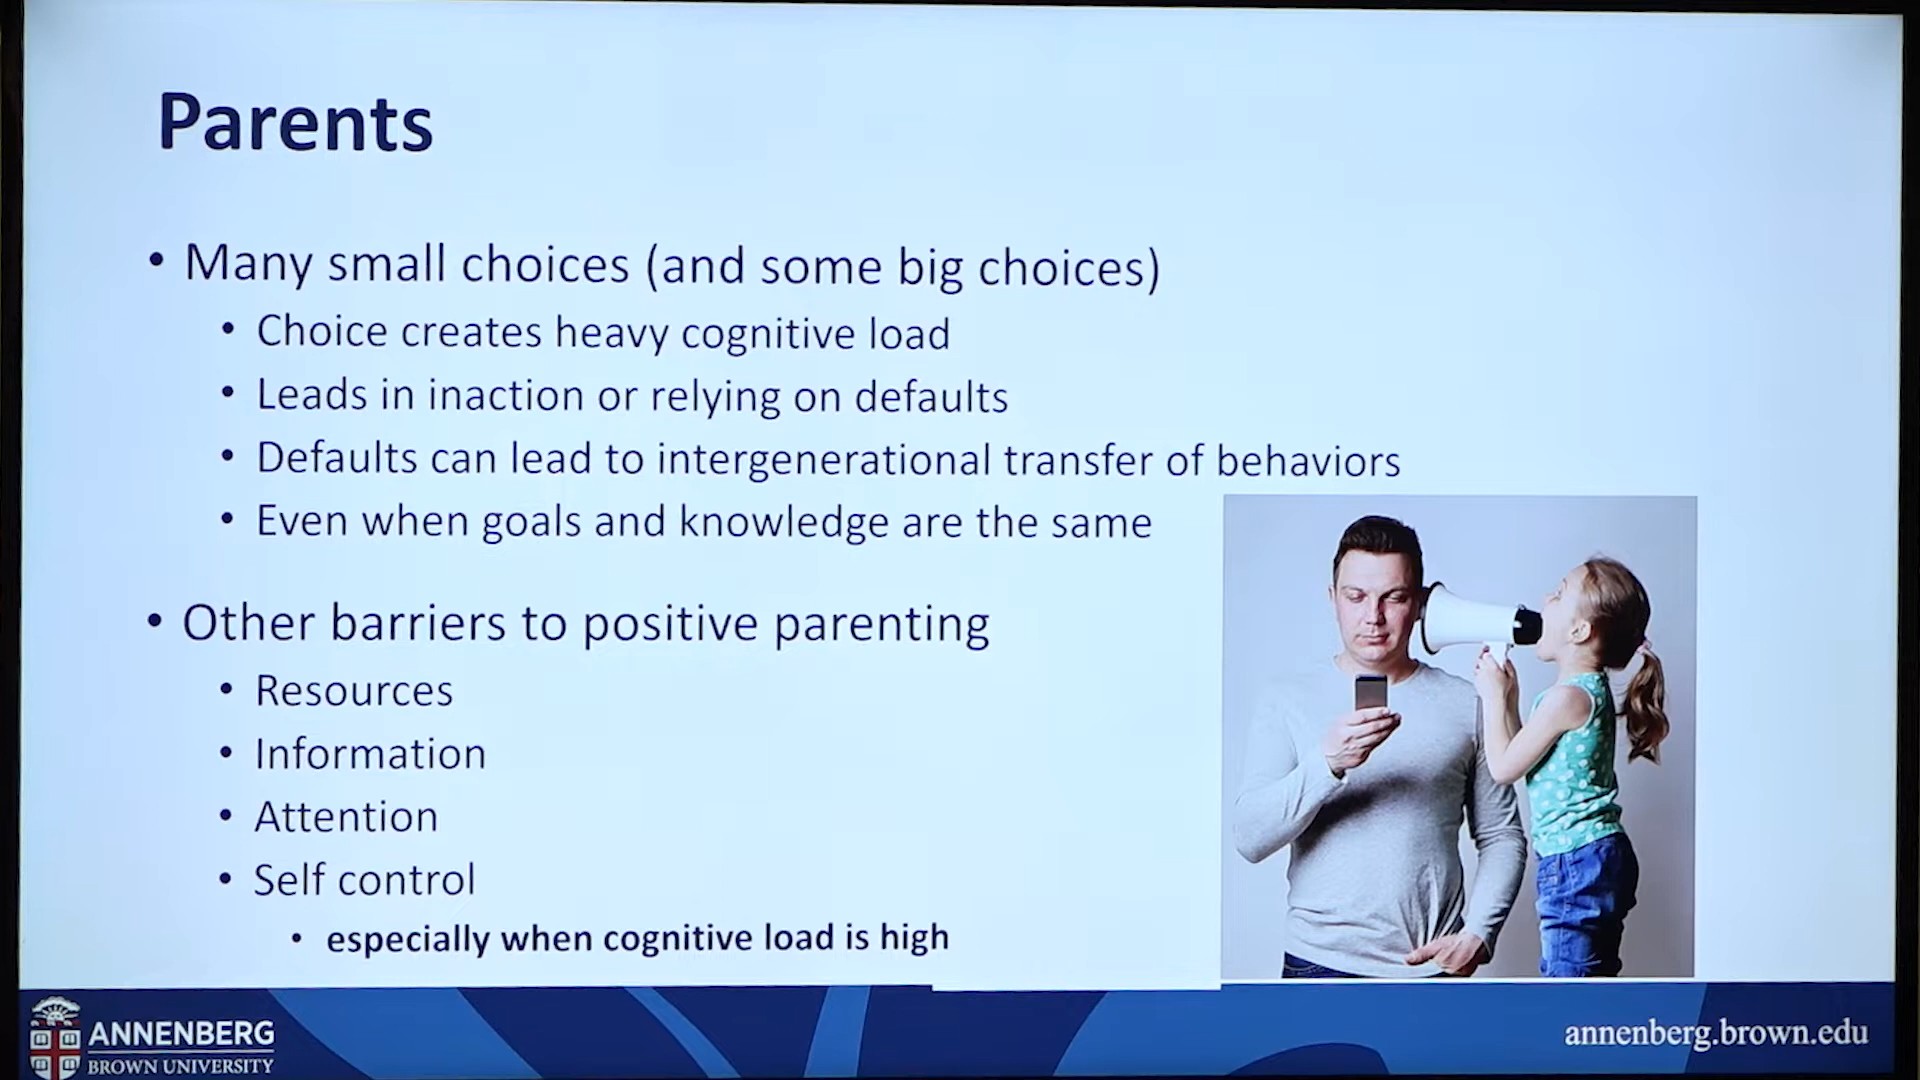 Parents
• Many small choices (and some big choices)
• Choice creates heavy cognitive load
• Leads in inaction or relying on defaults
• Defaults can lead to intergenerational transfer of behaviors
• Even when goals and knowledge are the same
• Other barriers to positive parenting
• Resources
• Information
• Attention
• Self control
• especially when cognitive load is high
ANNENBERG
BROWN UNIVERSITY
annenberg.brown.edu